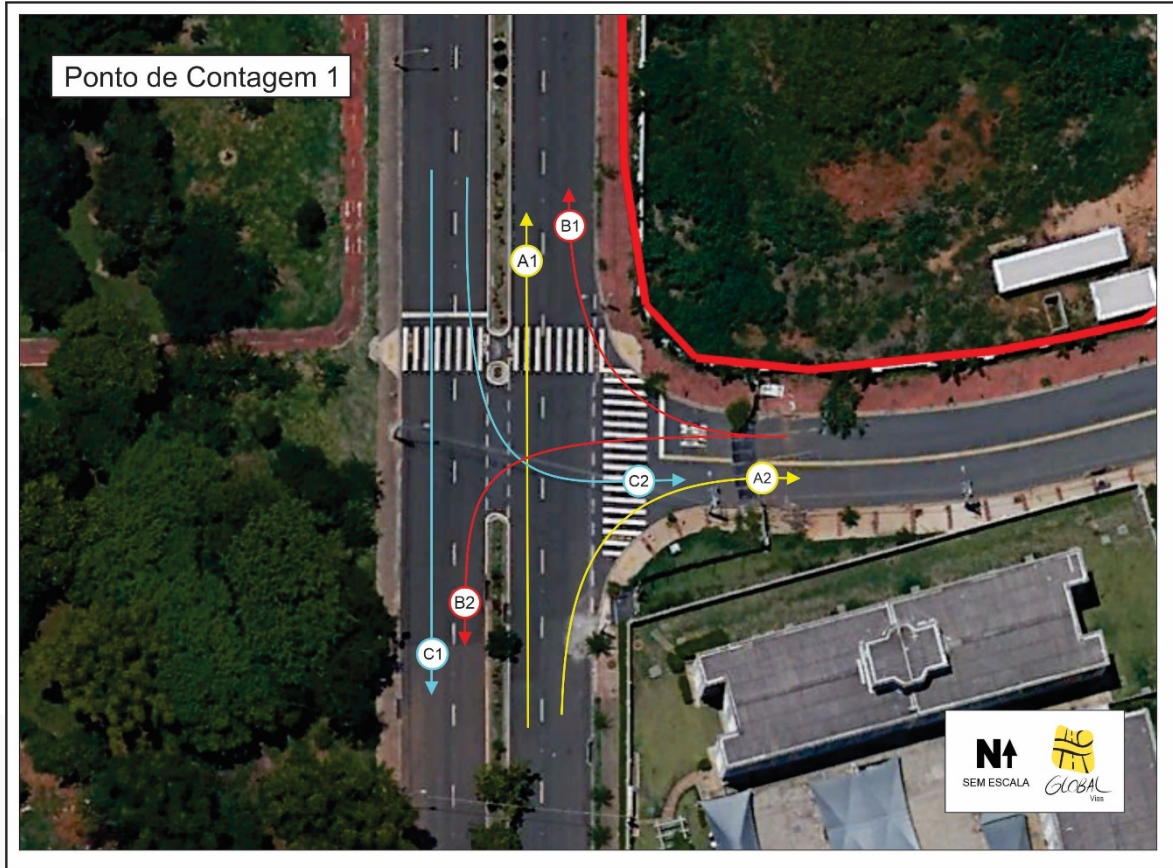 Ponto de Contagem 1
B1
A1
C2
A2
B2
C1
N
SEM ESCALA
GLOBAL
Vias